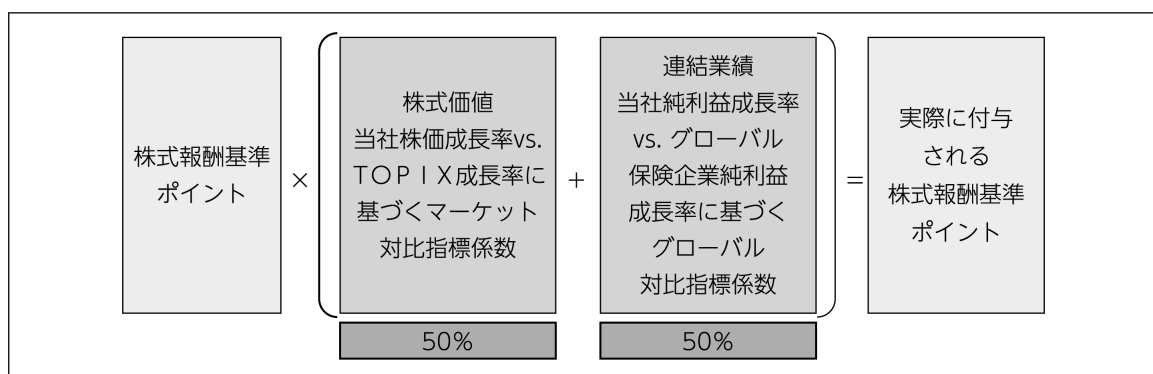 株式報酬基準
ポイント
×
株式価値
当社株価成長率vs.
TOPIX成長率に
基づくマーケット
対比指標係数
50%
+
連結業績
当社純利益成長率
vs. グローバル
保険企業純利益
成長率に基づく
グローバル
対比指標係数
50%
=
実際に付与
される
株式報酬基準
ポイント